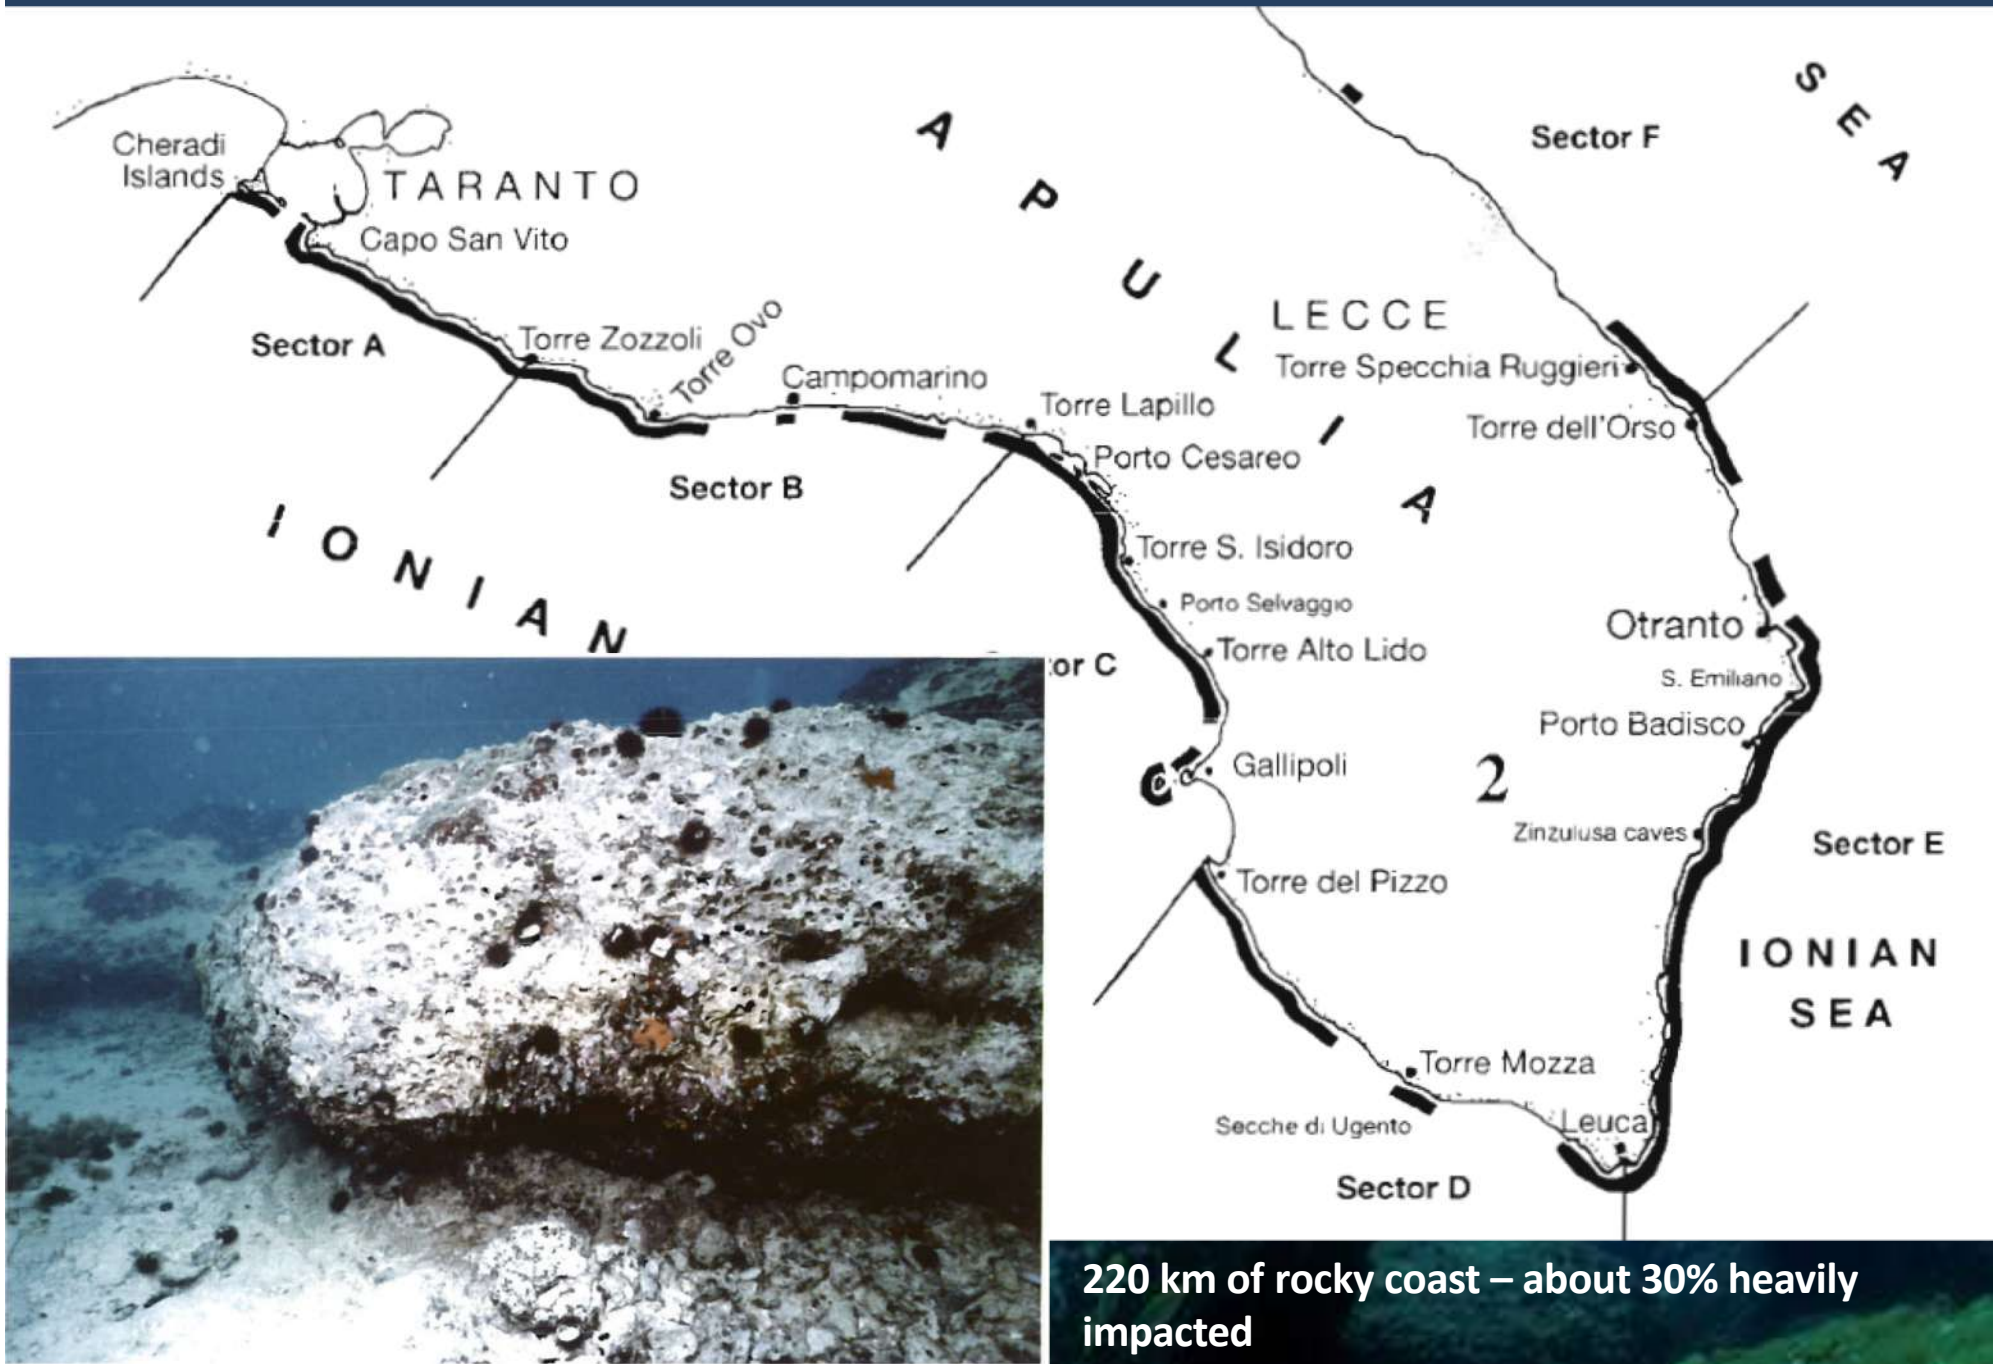 SEA
Sector F
Cheradi
Islands
TARANTO
Capo San Vito
APULIA
LECCE
Sector A
Torre Zozzoli
Torre Ovo
Campomarino
Torre Specchia Ruggieri
Torre Lapillo
Torre dell'Orso
Porto Cesareo
Sector B
IONIAN
Torre S. Isidoro
Porto Selvaggio
Otranto
Torre Alto Lido
or C
S. Emiliano
Porto Badisco
Gallipoli
2
Zinzulusa caves
Sector E
Torre del Pizzo
IONIAN
SEA
Torre Mozza
Secche di Ugento
Leuca
Sector D
220 km of rocky coast – about 30% heavily
impacted